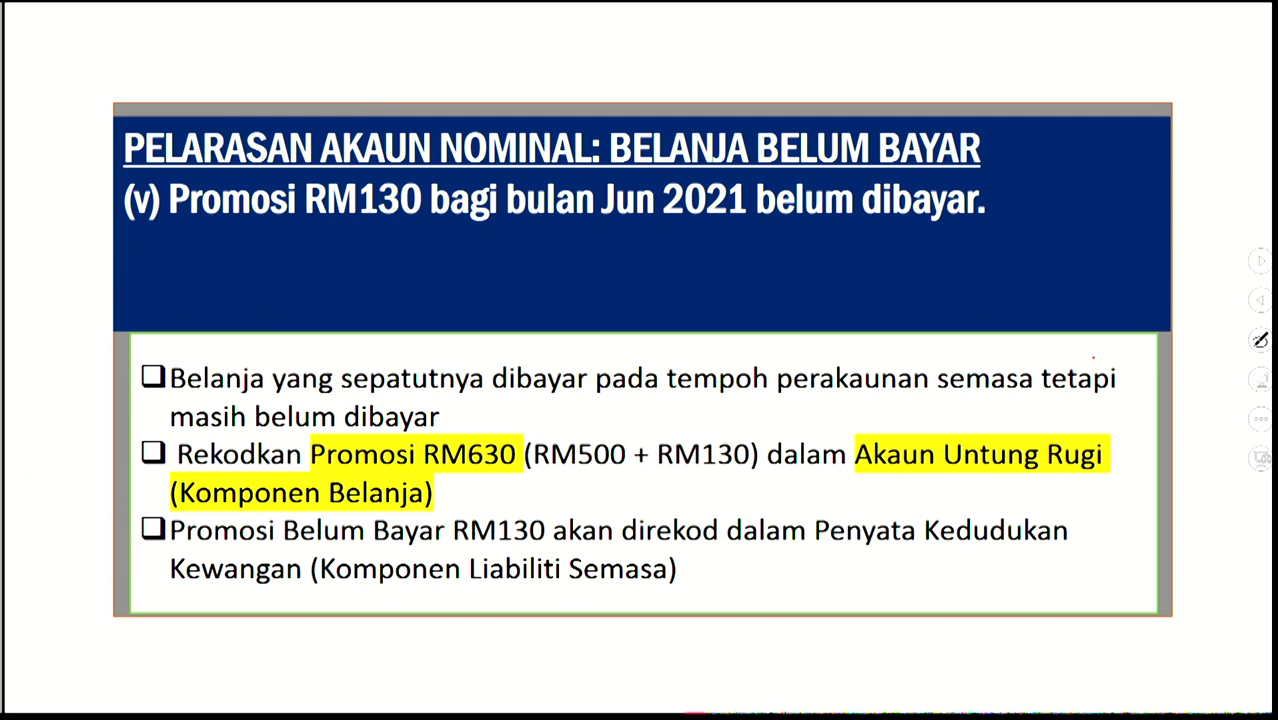 PELARASAN AKAUN NOMINAL: BELANJA BELUM BAYAR
(v) Promosi RM130 bagi bulan Jun 2021 belum dibayar.
❑Belanja yang sepatutnya dibayar pada tempoh perakaunan semasa tetapi
masih belum dibayar
❑ Rekodkan Promosi RM630 (RM500 + RM130) dalam Akaun Untung Rugi
(Komponen Belanja)
❑Promosi Belum Bayar RM130 akan direkod dalam Penyata Kedudukan
Kewangan (Komponen Liabiliti Semasa)